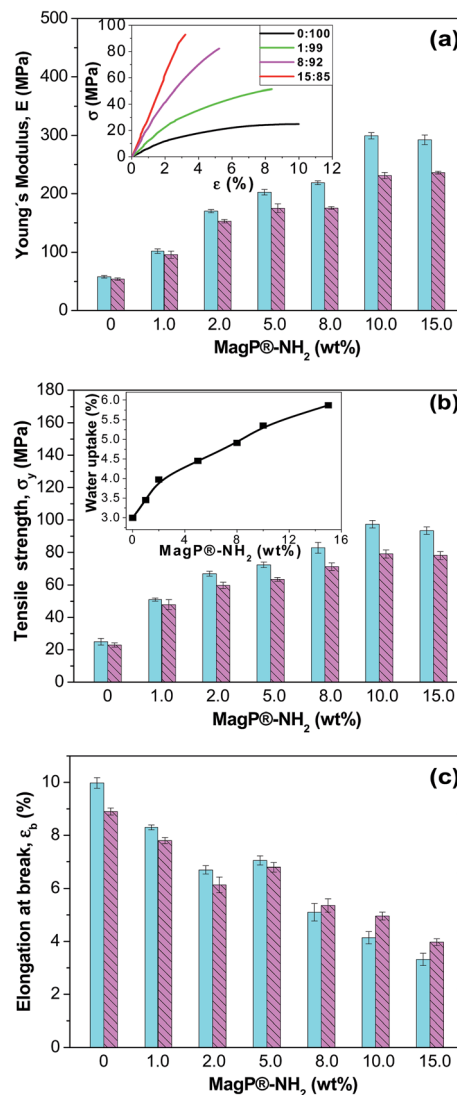 (a)
Young´s Modulus, E (MPa)
500
400
300
200
100
0
σ (MPa)
100
80
60
40
20
0
0:100
1:99
8:92
15:85
0 2 4 6 8 10 12
ε (%)
0 1.0 2.0 5.0 8.0 10.0 15.0
MagP®-NH2 (wt%)
(b)
Tensile strength, σy (MPa)
180
160
140
120
100
80
60
40
20
0
Water uptake (%)
6.0
5.5
5.0
4.5
4.0
3.5
3.0
0 4 8 12 16
MagP®-NH2 (wt%)
0 1.0 2.0 5.0 8.0 10.0 15.0
MagP®-NH2 (wt%)
(c)
Elongation at break, εb (%)
10
8
6
4
2
0
0 1.0 2.0 5.0 8.0 10.0 15.0
MagP®-NH2 (wt%)